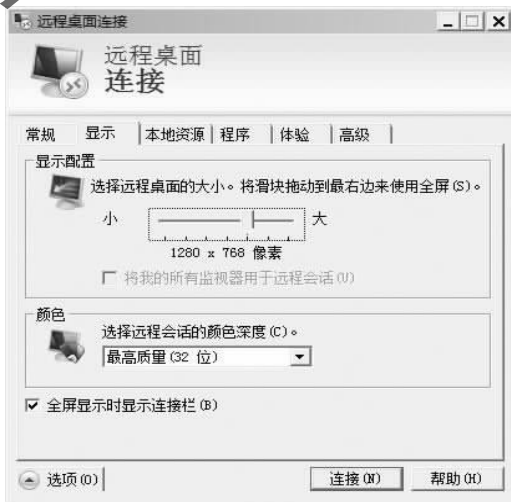 远程桌面连接
远程桌面
连接
常规 显示 本地资源 程序 体验 高级
显示配置
选择远程桌面的大小。将滑块拖动到最右边来使用全屏(S)。
小 大
1280 x 768 像素
将我的所有监视器用于远程会话(U)
颜色
选择远程会话的颜色深度(C)。
最高质量(32 位)
全屏显示时显示连接栏(B)
选项(O) 连接(N) 帮助(H)